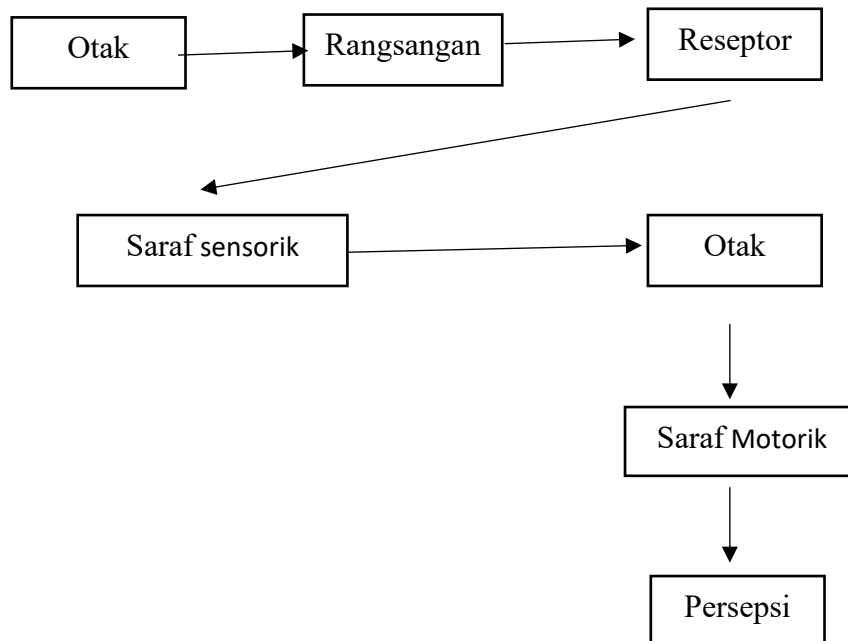 Otak
Rangsangan
Reseptor
Saraf sensorik
Otak
Saraf Motorik
Persepsi